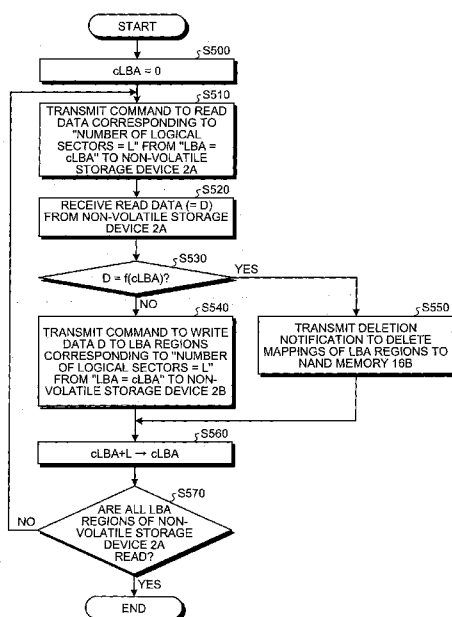 START
S500
cLBA = 0
S510
TRANSMIT COMMAND TO READ
DATA CORRESPONDING TO
"NUMBER OF LOGICAL
SECTORS = L" FROM "LBA =
cLBA" TO NON-VOLATILE
STORAGE DEVICE 2A
S520
RECEIVE READ DATA (= D)
FROM NON-VOLATILE STORAGE
DEVICE 2A
S530
D = f(cLBA)?
YES
NO
S540
TRANSMIT COMMAND TO WRITE
DATA D TO LBA REGIONS
CORRESPONDING TO "NUMBER
OF LOGICAL SECTORS = L"
FROM "LBA = cLBA" TO NON-
VOLATILE STORAGE DEVICE 2B
S550
TRANSMIT DELETION
NOTIFICATION TO DELETE
MAPPINGS OF LBA REGIONS TO
NAND MEMORY 16B
S560
cLBA+L → cLBA
S570
ARE ALL LBA
REGIONS OF NON-
VOLATILE STORAGE
DEVICE 2A
READ?
NO
YES
END